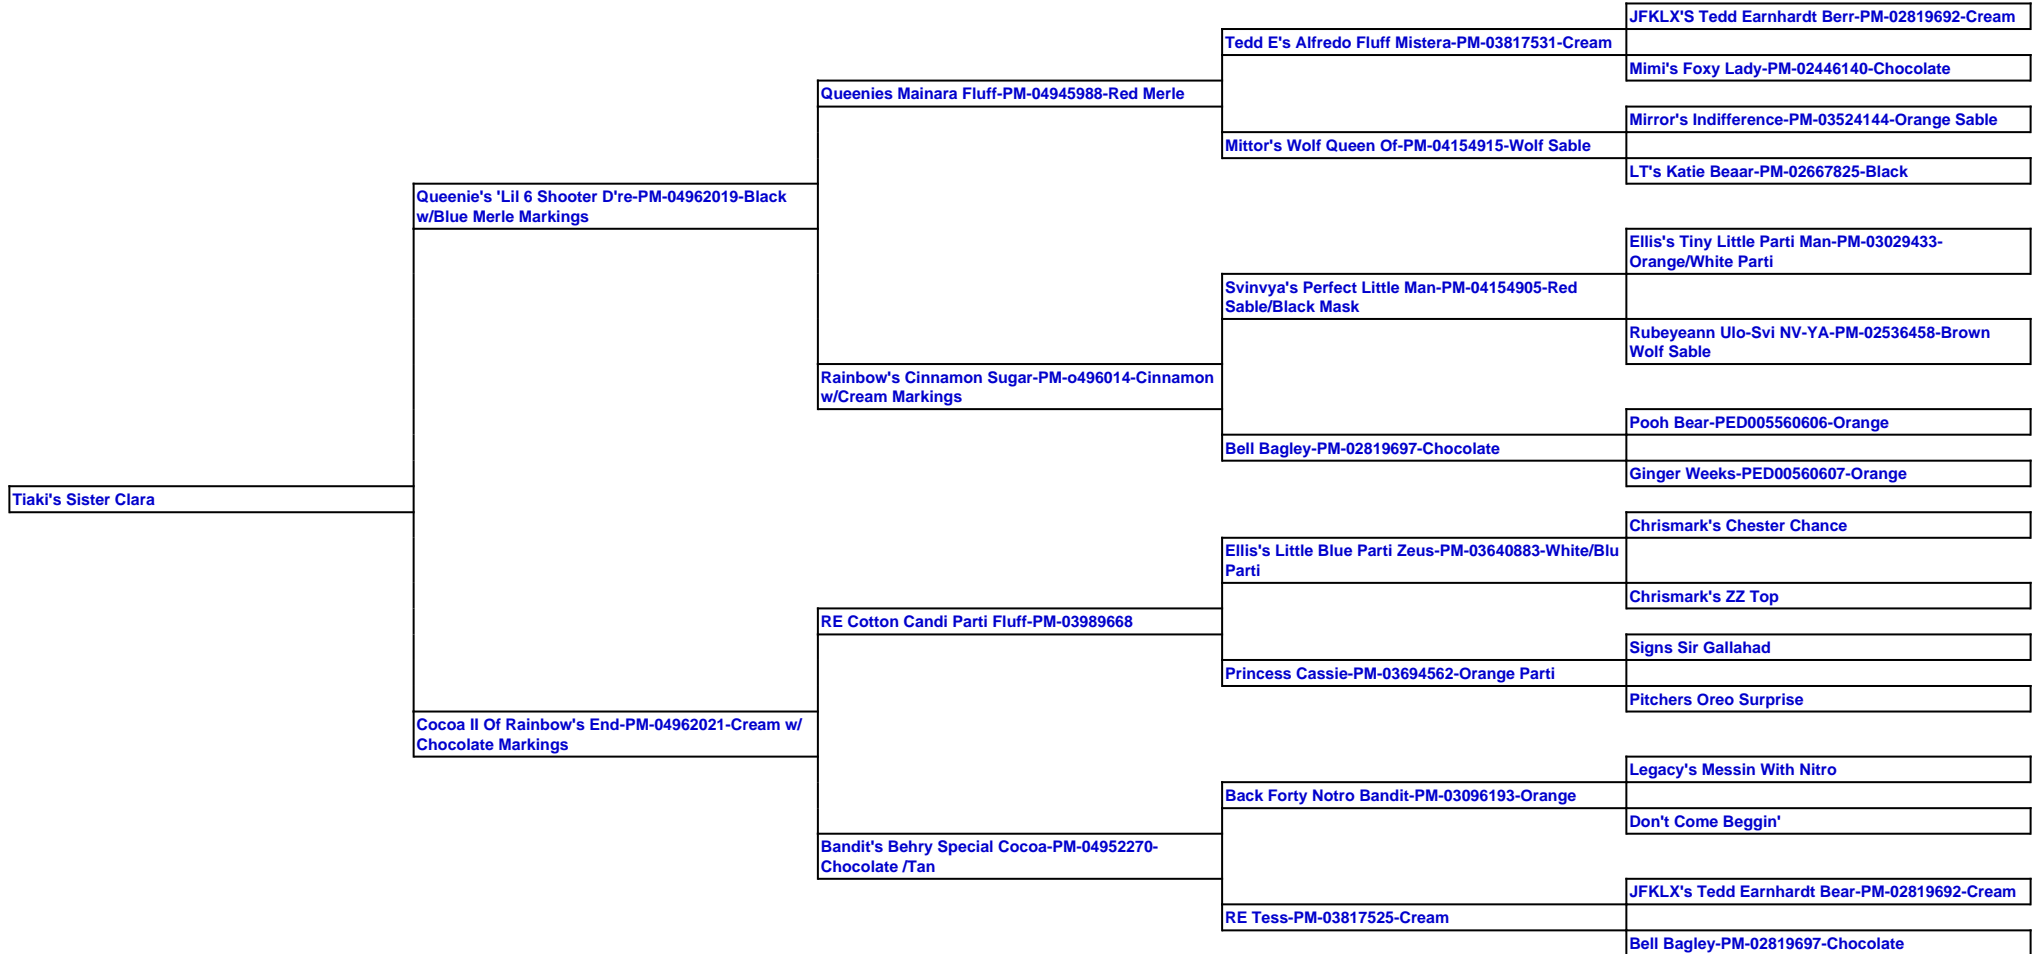 JFKLX'S Tedd Earnhardt Berr-PM-02819692-Cream
Tedd E's Alfredo Fluff Mistera-PM-03817531-Cream
Mimi's Foxy Lady-PM-02446140-Chocolate
Queenies Mainara Fluff-PM-04945988-Red Merle
Mirror's Indifference-PM-03524144-Orange Sable
Mittor's Wolf Queen Of-PM-04154915-Wolf Sable
LT's Katie Beaar-PM-02667825-Black
Queenie's 'Lil 6 Shooter D're-PM-04962019-Black
w/Blue Merle Markings
Ellis's Tiny Little Parti Man-PM-03029433-
Orange/White Parti
Svinvya's Perfect Little Man-PM-04154905-Red
Sable/Black Mask
Rubeyeann Ulo-Svi NV-YA-PM-02536458-Brown
Wolf Sable
Rainbow's Cinnamon Sugar-PM-o496014-Cinnamon
w/Cream Markings
Pooh Bear-PED005560606-Orange
Bell Bagley-PM-02819697-Chocolate
Ginger Weeks-PED00560607-Orange
Tiaki's Sister Clara
Chrismark's Chester Chance
Ellis's Little Blue Parti Zeus-PM-03640883-White/Blu
Parti
Chrismark's ZZ Top
RE Cotton Candi Parti Fluff-PM-03989668
Signs Sir Gallahad
Princess Cassie-PM-03694562-Orange Parti
Pitchers Oreo Surprise
Cocoa II Of Rainbow's End-PM-04962021-Cream w/
Chocolate Markings
Legacy's Messin With Nitro
Back Forty Notro Bandit-PM-03096193-Orange
Don't Come Beggin'
Bandit's Behry Special Cocoa-PM-04952270-
Chocolate /Tan
JFKLX's Tedd Earnhardt Bear-PM-02819692-Cream
RE Tess-PM-03817525-Cream
Bell Bagley-PM-02819697-Chocolate